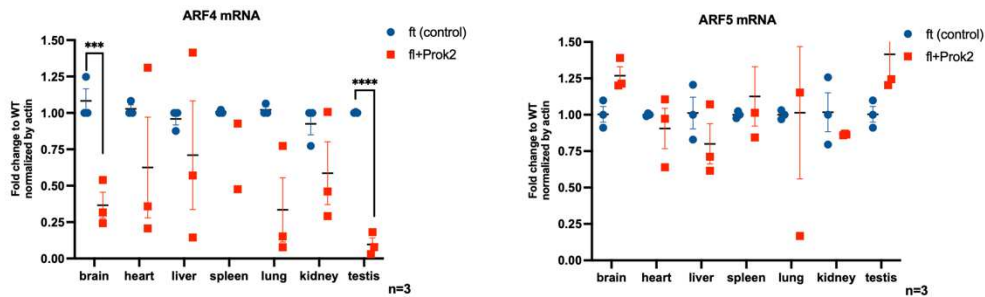 ARF4 mRNA
ft (control)
fl+Prok2
Fold change to WT
normalized by actin
1.50
1.25
1.00
0.75
0.50
0.25
0.00
***
****
brain heart liver spleen lung kidney testis
n=3
ARF5 mRNA
ft (control)
fl+Prok2
Fold change to WT
normalized by actin
1.50
1.25
1.00
0.75
0.50
0.25
0.00
brain heart liver spleen lung kidney testis
n=3